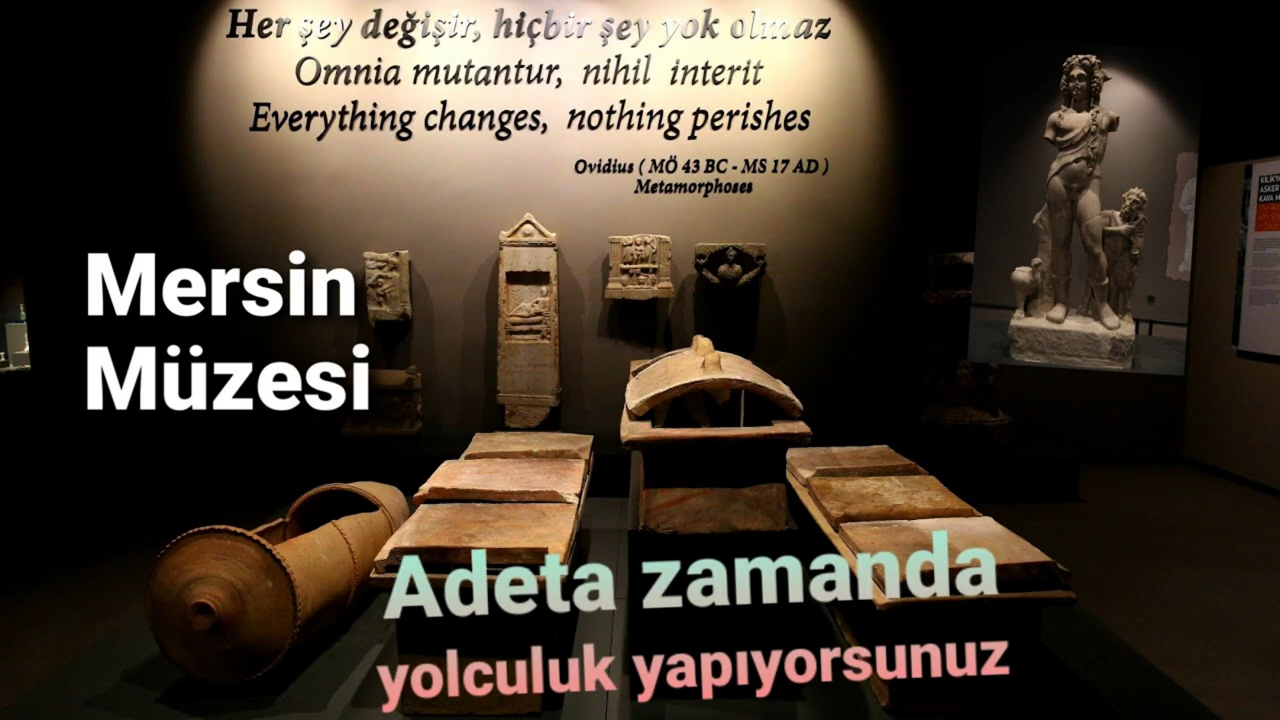 Her şey değişir, hiçbir şey yok olmaz
Omnia mutantur, nihil interit
Everything changes, nothing perishes
Ovidius ( MÖ 43 BC - MS 17 AD )
Metamorphoses
Mersin
Müzesi
Adeta zamanda
yolculuk yapıyorsunuz